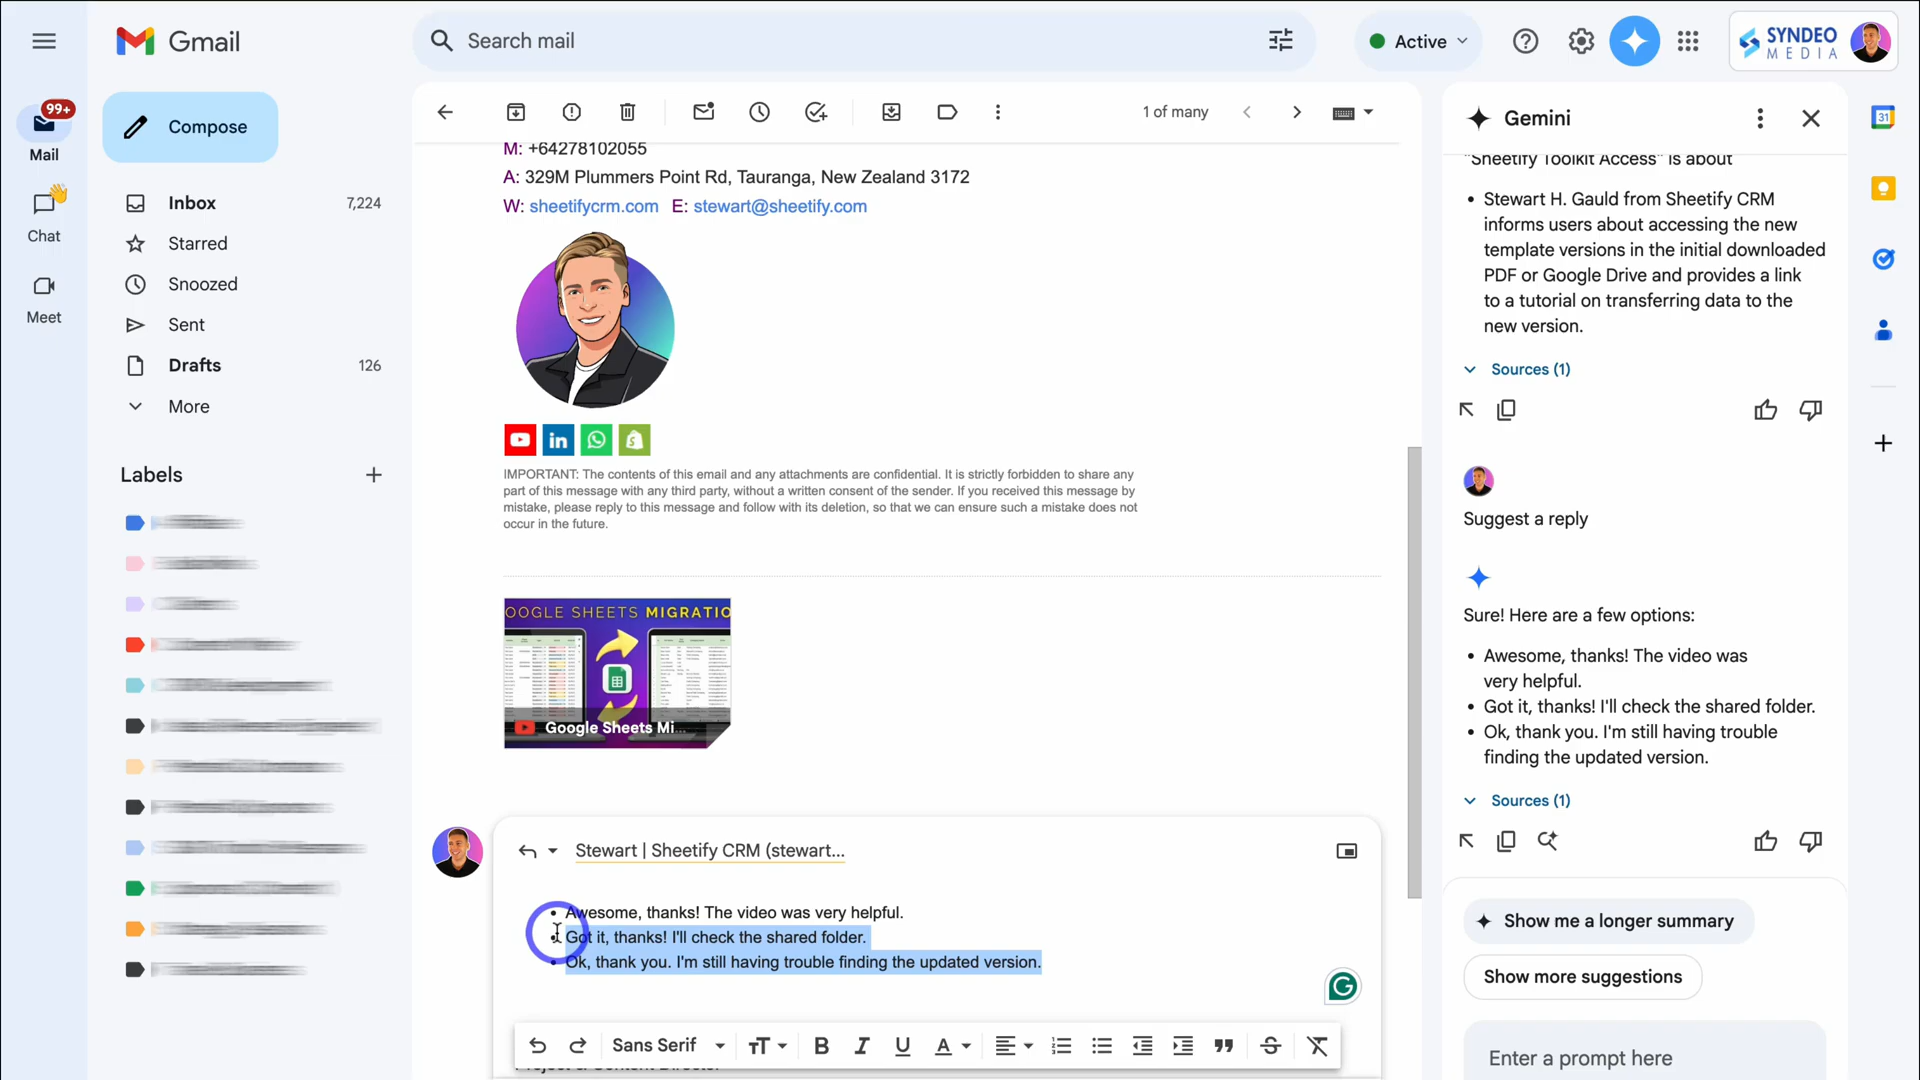 Gmail
Search mail
Active
SYNDEO
MEDIA
99+
Mail
Chat
Meet
Compose
Inbox 7,224
Starred
Snoozed
Sent
Drafts 126
More
Labels
1 of many
M: +64278102055
A: 329M Plummers Point Rd, Tauranga, New Zealand 3172
W: sheetifycrm.com E: stewart@sheetify.com
in
IMPORTANT: The contents of this email and any attachments are confidential. It is strictly forbidden to share any
part of this message with any third party, without a written consent of the sender. If you received this message by
mistake, please reply to this message and follow with its deletion, so that we can ensure such a mistake does not
occur in the future.
OOGLE SHEETS MIGRATIO
Google Sheets Mi...
Stewart | Sheetify CRM (stewart...
• Awesome, thanks! The video was very helpful.
• Got it, thanks! I'll check the shared folder.
• Ok, thank you. I'm still having trouble finding the updated version.
Sans Serif
Project & Content Director
Gemini
"Sheetify Toolkit Access" is about
• Stewart H. Gauld from Sheetify CRM
informs users about accessing the new
template versions in the initial downloaded
PDF or Google Drive and provides a link
to a tutorial on transferring data to the
new version.
Sources (1)
Suggest a reply
Sure! Here are a few options:
• Awesome, thanks! The video was
very helpful.
• Got it, thanks! I'll check the shared folder.
• Ok, thank you. I'm still having trouble
finding the updated version.
Sources (1)
Show me a longer summary
Show more suggestions
Enter a prompt here
31